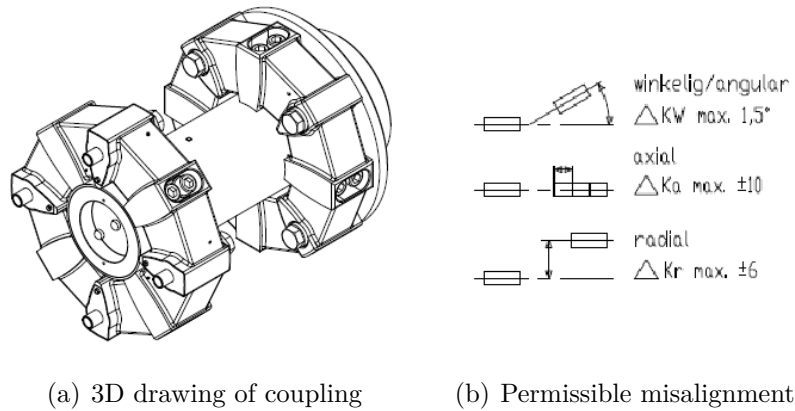 winkelig/angular
△ KW max. 1,5°
axial
△ Ka max. ±10
radial
△ Kr max. ±6
(a) 3D drawing of coupling
(b) Permissible misalignment